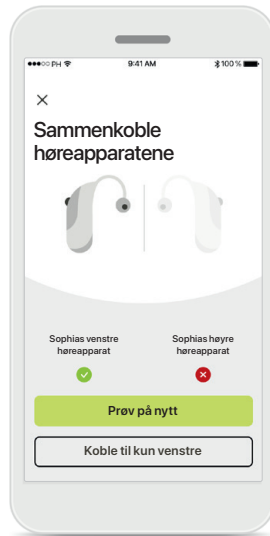 PH 9:41 AM 100 %
Sammenkoble
høreapparatene
Sophias venstre
høreapparat
Sophias høyre
høreapparat
Prøv på nytt
Koble til kun venstre